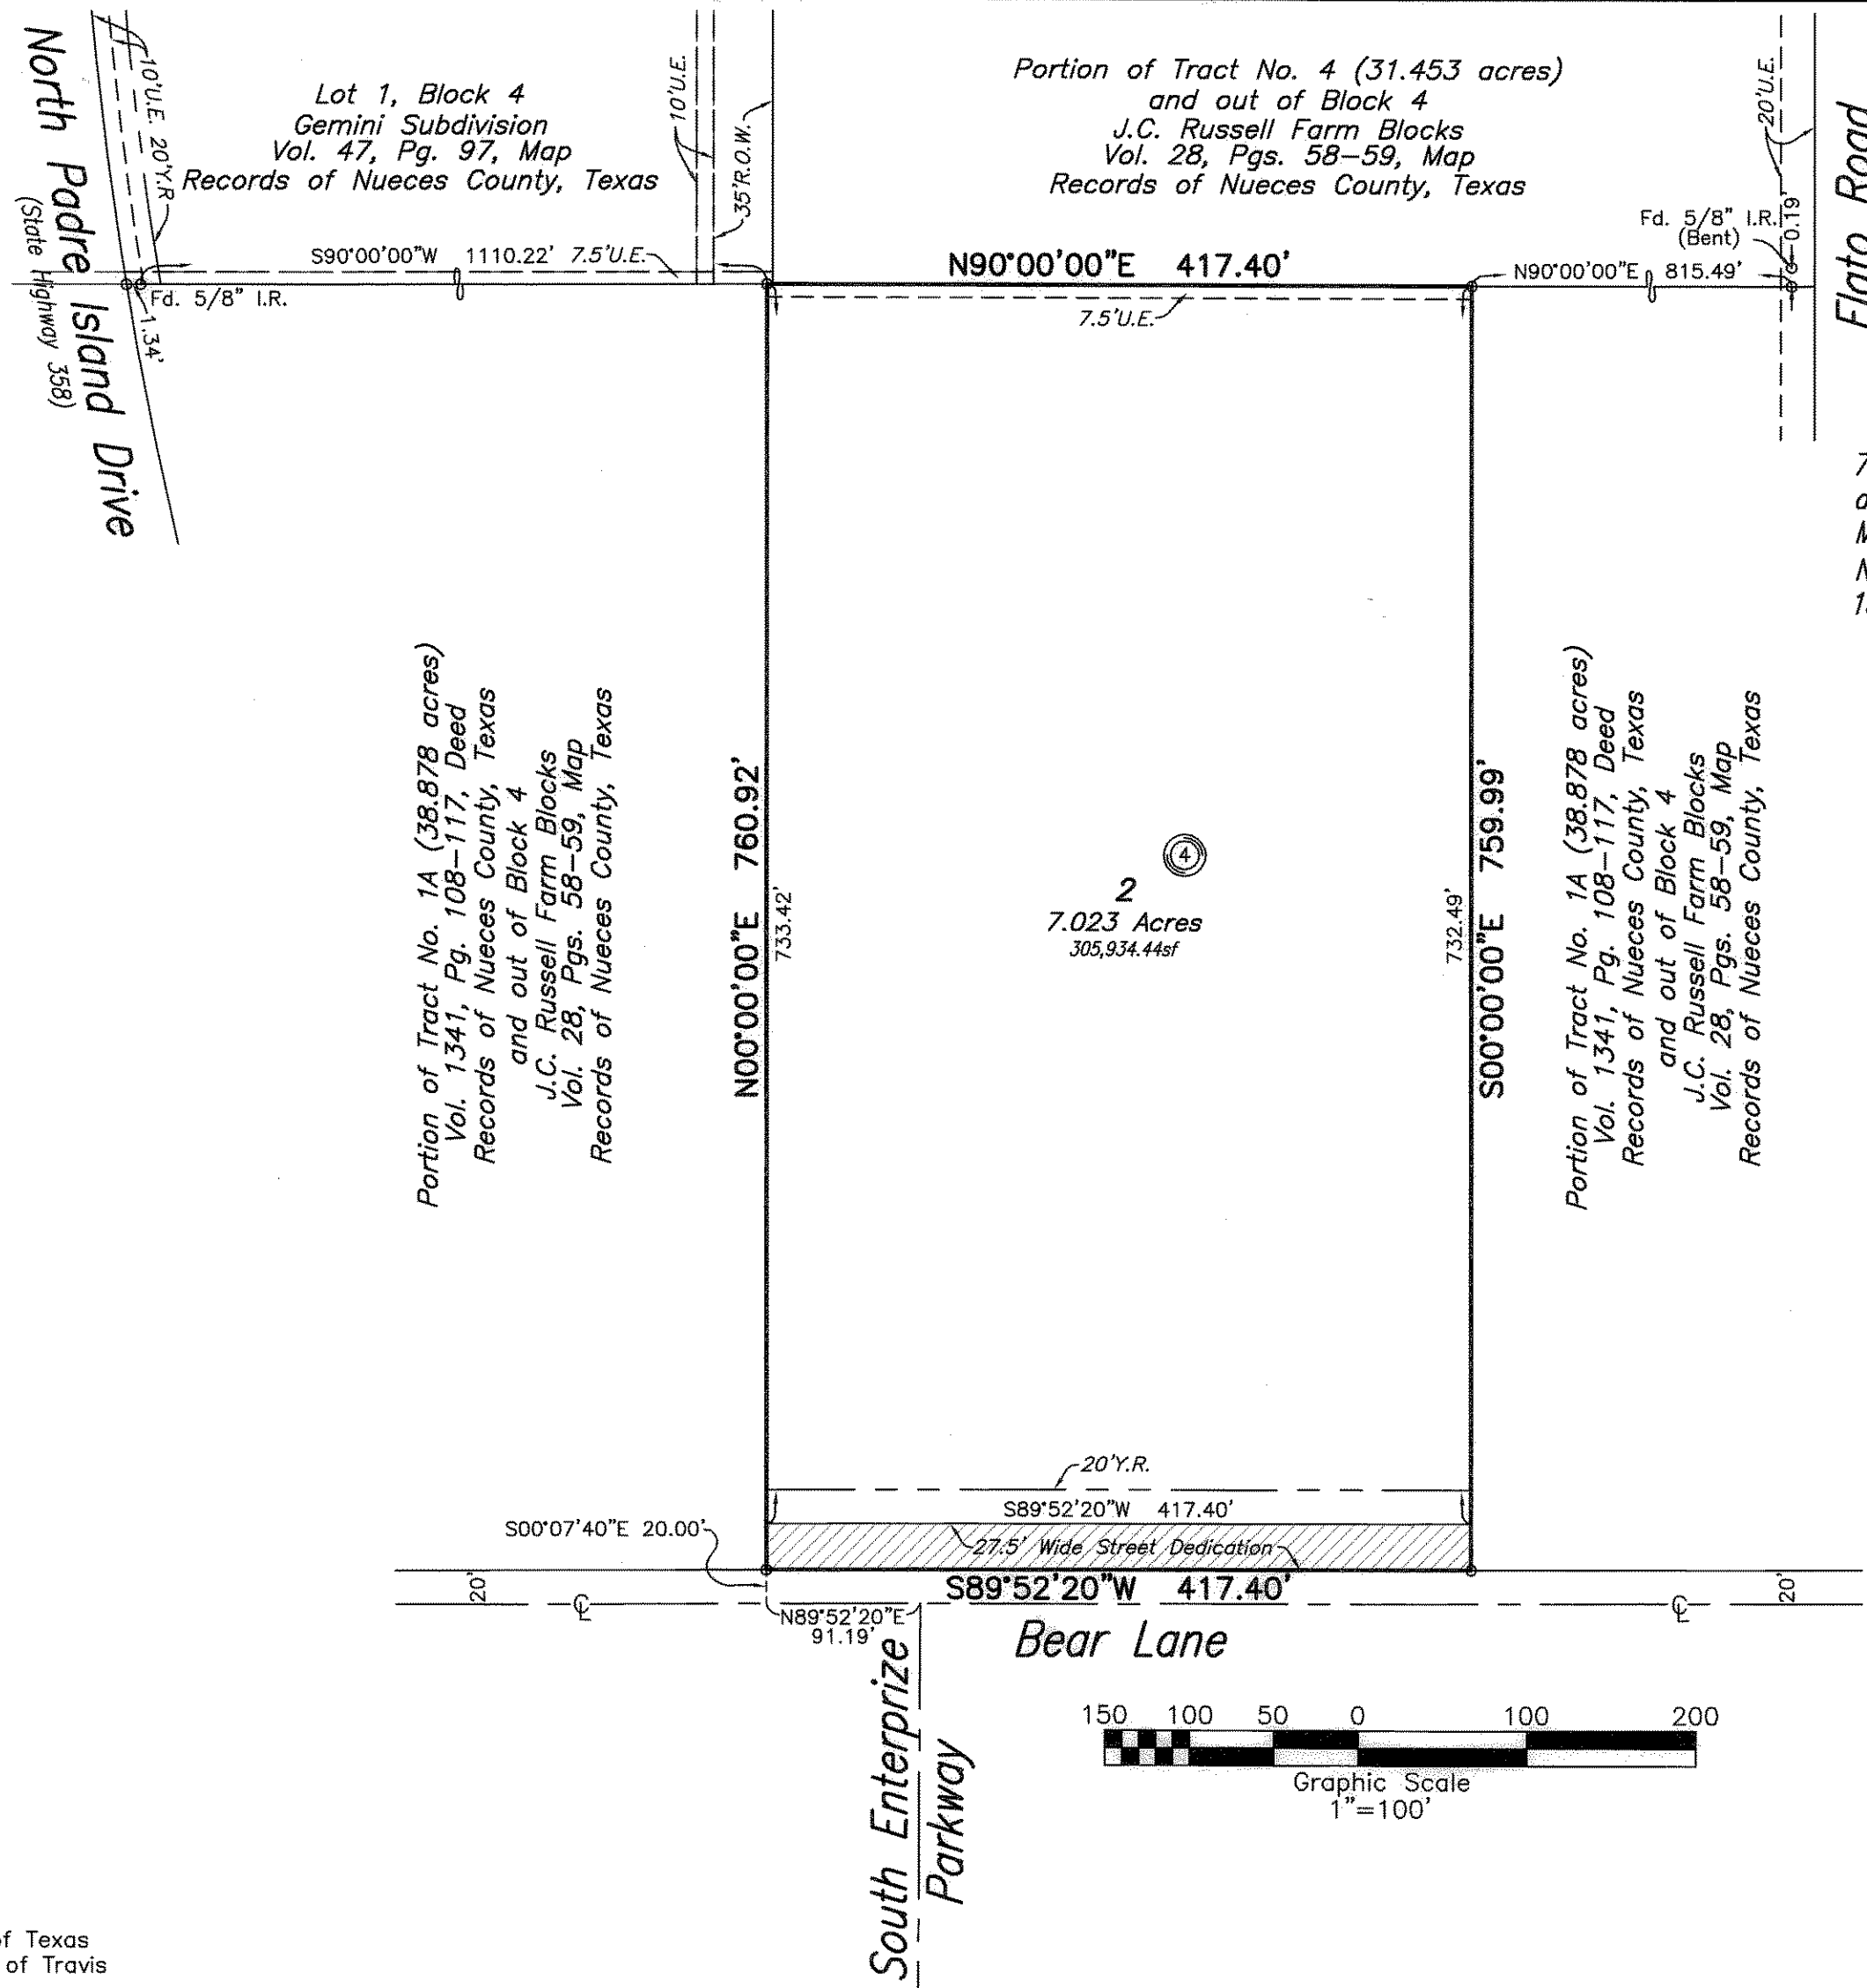 North Padre Island Drive
(State Highway 358)
10'U.E.
20'Y.R
Lot 1, Block 4
Gemini Subdivision
Vol. 47, Pg. 97, Map
Records of Nueces County, Texas
10'U.E.
35'R.O.W.
Portion of Tract No. 4 (31.453 acres)
and out of Block 4
J.C. Russell Farm Blocks
Vol. 28, Pgs. 58-59, Map
Records of Nueces County, Texas
20'U.E.
Flato Road
Fd. 5/8" I.R.
(Bent)
0.19'
S90°00'00"W 1110.22' 7.5'U.E.
N90°00'00"E 417.40'
N90°00'00"E 815.49'
Fd. 5/8" I.R.
1.34'
7.5'U.E.
Portion of Tract No. 1A (38.878 acres)
Vol. 1341, Pg. 108-117, Deed
Records of Nueces County, Texas
and out of Block 4
J.C. Russell Farm Blocks
Vol. 28, Pgs. 58-59, Map
Records of Nueces County, Texas
N00°00'00"E 760.92'
733.42'
4
2
7.023 Acres
305,934.44sf
732.49'
S00°00'00"E 759.99'
Portion of Tract No. 1A (38.878 acres)
Vol. 1341, Pg. 108-117, Deed
Records of Nueces County, Texas
and out of Block 4
J.C. Russell Farm Blocks
Vol. 28, Pgs. 58-59, Map
Records of Nueces County, Texas
20'Y.R.
S89°52'20"W 417.40'
S00°07'40"E 20.00'
27.5' Wide Street Dedication
S89°52'20"W 417.40'
20'
20'
N89°52'20"E
91.19'
Bear Lane
South Enterprize
Parkway
150 100 50 0 100 200
Graphic Scale
1"=100'
of Texas
of Travis